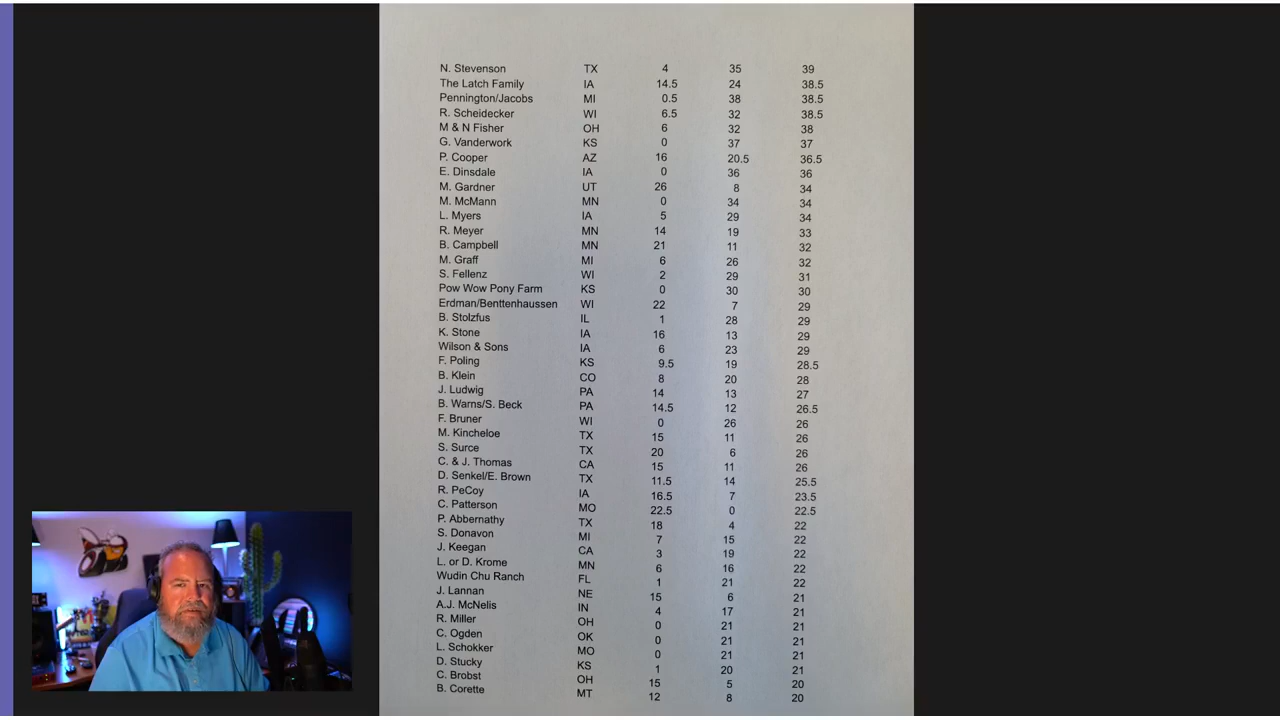 N. Stevenson TX 4 35 39
The Latch Family IA 14.5 24 38.5
Pennington/Jacobs MI 0.5 38 38.5
R. Scheidecker WI 6.5 32 38.5
M & N Fisher OH 6 32 38
G. Vanderwork KS 0 37 37
P. Cooper AZ 16 20.5 36.5
E. Dinsdale IA 0 36 36
M. Gardner UT 26 8 34
M. McMann MN 0 34 34
L. Myers IA 5 29 34
R. Meyer MN 14 19 33
B. Campbell MN 21 11 32
M. Graff MI 6 26 32
S. Fellenz WI 2 29 31
Pow Wow Pony Farm KS 0 30 30
Erdman/Benttenhaussen WI 22 7 29
B. Stolzfus IL 1 28 29
K. Stone IA 16 13 29
Wilson & Sons IA 6 23 29
F. Poling KS 9.5 19 28.5
B. Klein CO 8 20 28
J. Ludwig PA 14 13 27
B. Warns/S. Beck PA 14.5 12 26.5
F. Bruner WI 0 26 26
M. Kincheloe TX 15 11 26
S. Surce TX 20 6 26
C. & J. Thomas CA 15 11 26
D. Senkel/E. Brown TX 11.5 14 25.5
R. PeCoy IA 16.5 7 23.5
C. Patterson MO 22.5 0 22.5
P. Abbernathy TX 18 4 22
S. Donavon MI 7 15 22
J. Keegan CA 3 19 22
L. or D. Krome MN 6 16 22
Wudin Chu Ranch FL 1 21 22
J. Lannan NE 15 6 21
A.J. McNelis IN 4 17 21
R. Miller OH 0 21 21
C. Ogden OK 0 21 21
L. Schokker MO 0 21 21
D. Stucky KS 1 20 21
C. Brobst OH 15 5 20
B. Corette MT 12 8 20